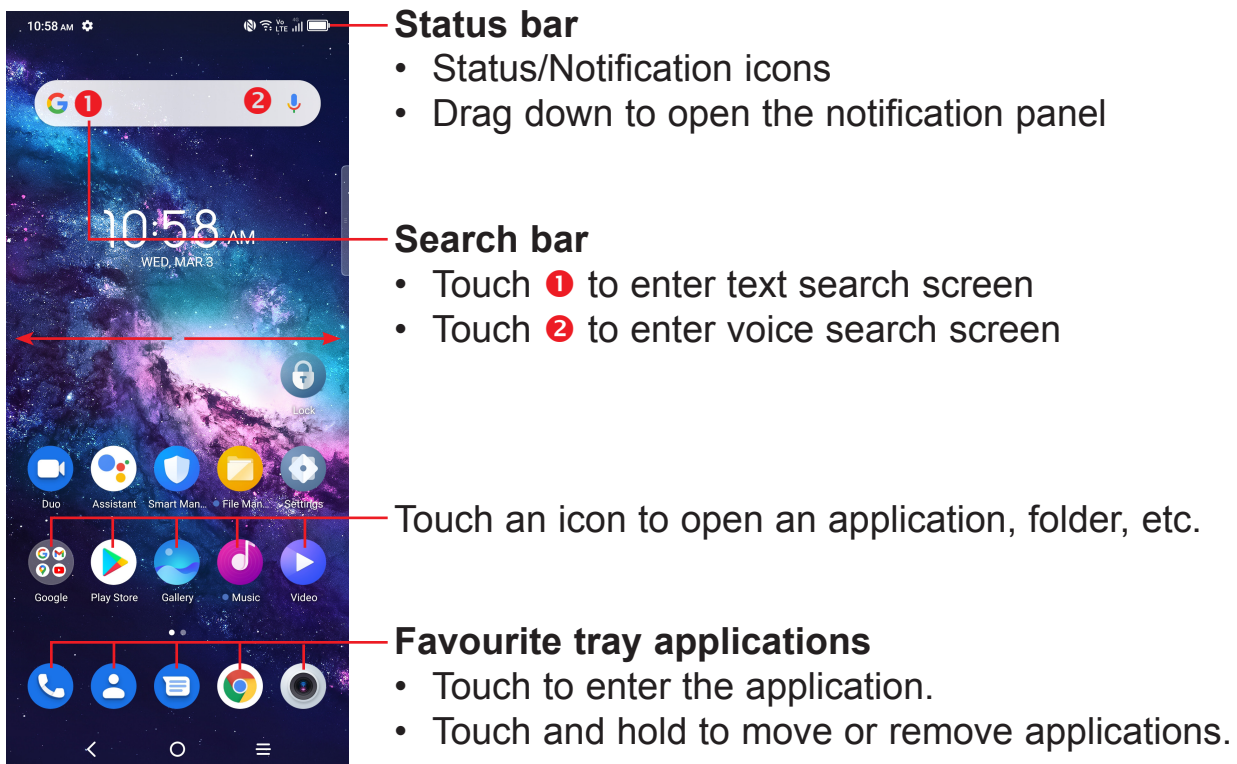 10:58 AM
Vo
LTE
Status bar
• Status/Notification icons
• Drag down to open the notification panel
G 1 2
10:58 AM
WED, MAR 3
Search bar
• Touch ❶ to enter text search screen
• Touch ❷ to enter voice search screen
Lock
Duo Assistant Smart Man... File Man... Settings
Touch an icon to open an application, folder, etc.
Google Play Store Gallery Music Video
Favourite tray applications
• Touch to enter the application.
• Touch and hold to move or remove applications.